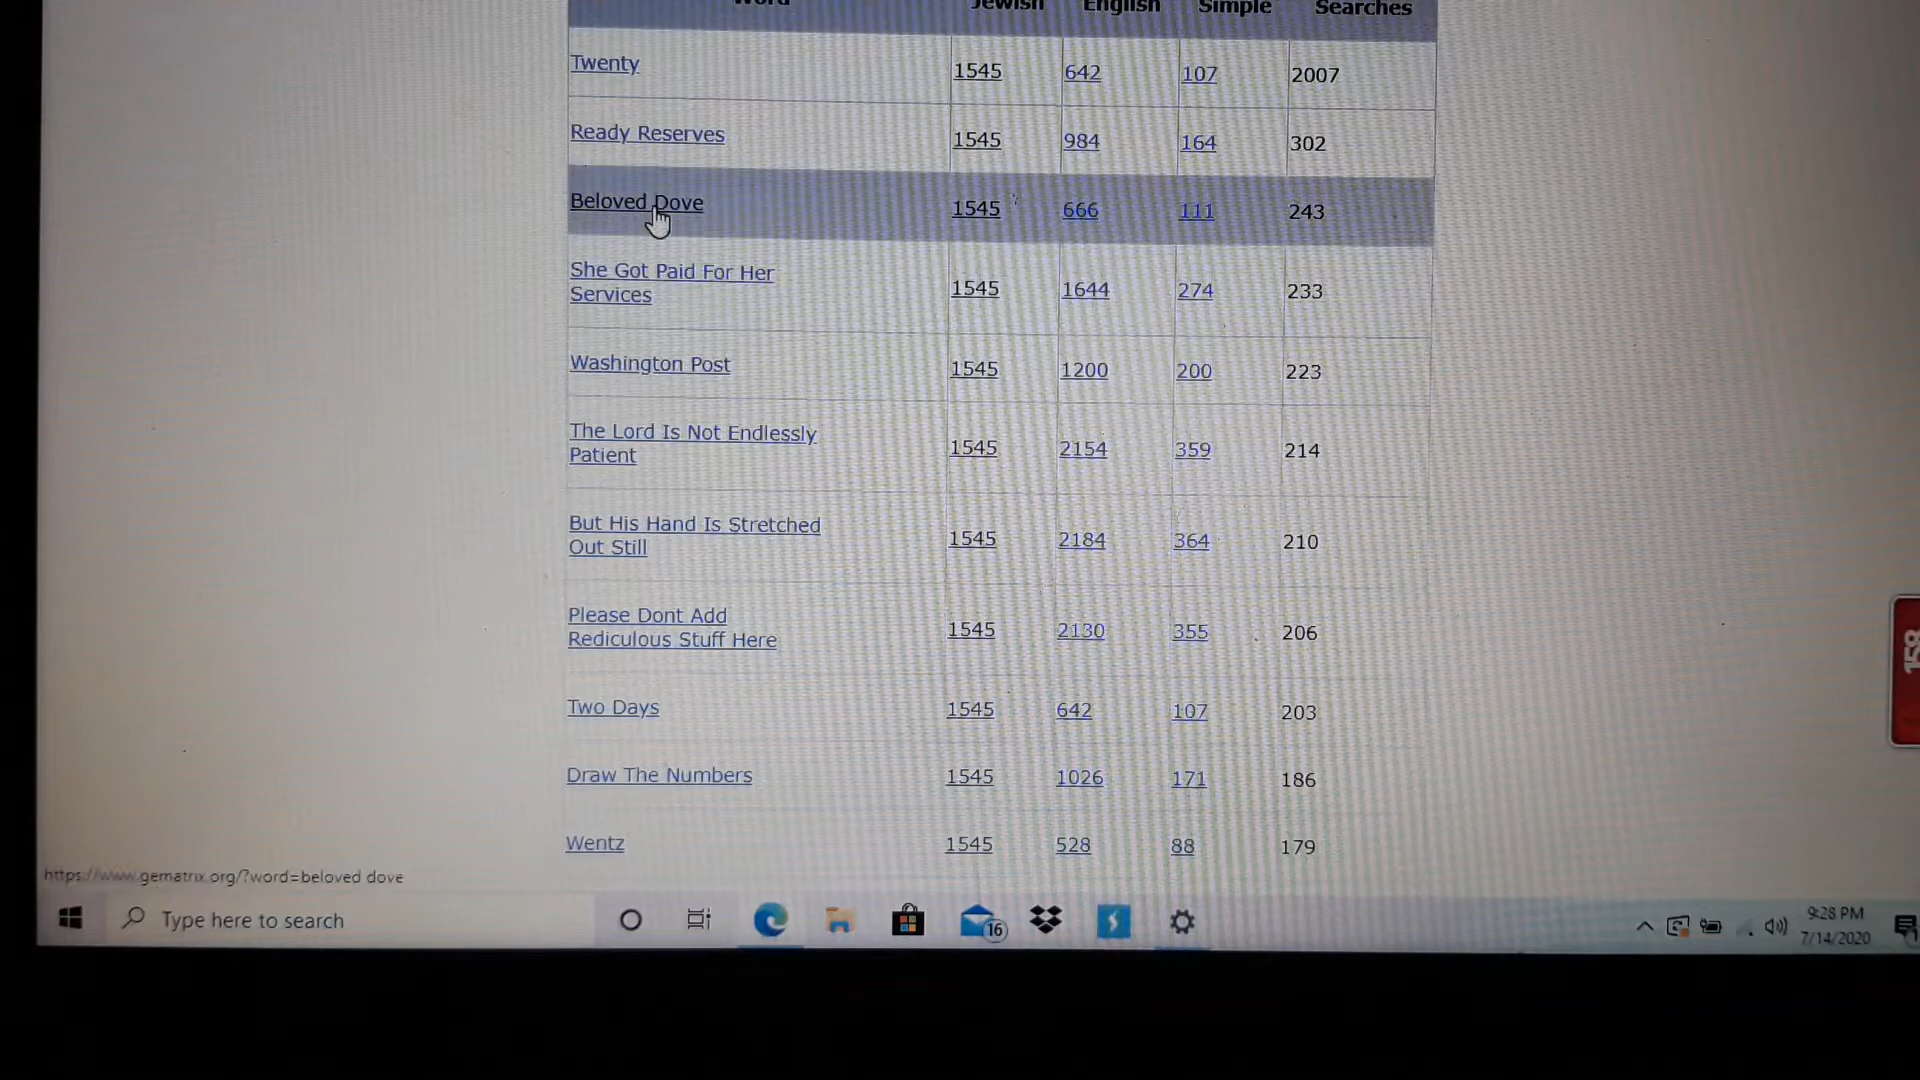 Word Jewish English Simple Searches
Twenty 1545 642 107 2007
Ready Reserves 1545 984 164 302
Beloved Dove 1545 666 111 243
She Got Paid For Her
Services 1545 1644 274 233
Washington Post 1545 1200 200 223
The Lord Is Not Endlessly
Patient 1545 2154 359 214
But His Hand Is Stretched
Out Still 1545 2184 364 210
Please Dont Add
Rediculous Stuff Here 1545 2130 355 206
Two Days 1545 642 107 203
Draw The Numbers 1545 1026 171 186
Wentz 1545 528 88 179
158
https://www.gematrix.org/?word=beloved dove
Type here to search
16
9:28 PM
7/14/2020